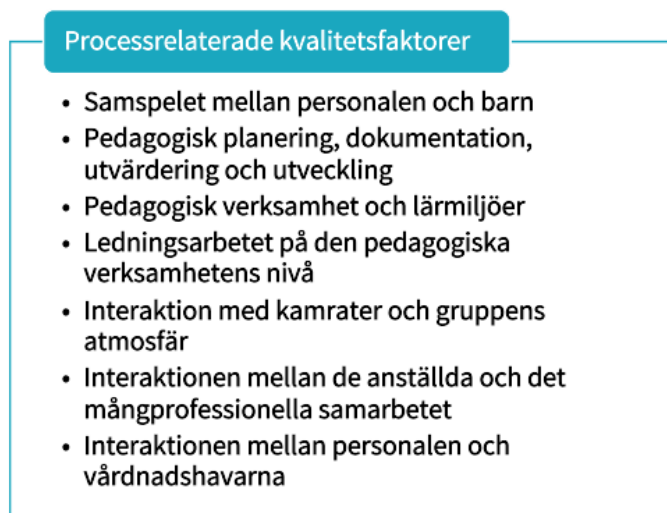 Processrelaterade kvalitetsfaktorer
• Samspelet mellan personalen och barn
• Pedagogisk planering, dokumentation,
utvärdering och utveckling
• Pedagogisk verksamhet och lärmiljöer
• Ledningsarbetet på den pedagogiska
verksamhetens nivå
• Interaktion med kamrater och gruppens
atmosfär
• Interaktionen mellan de anställda och det
mångprofessionella samarbetet
• Interaktionen mellan personalen och
vårdnadshavarna